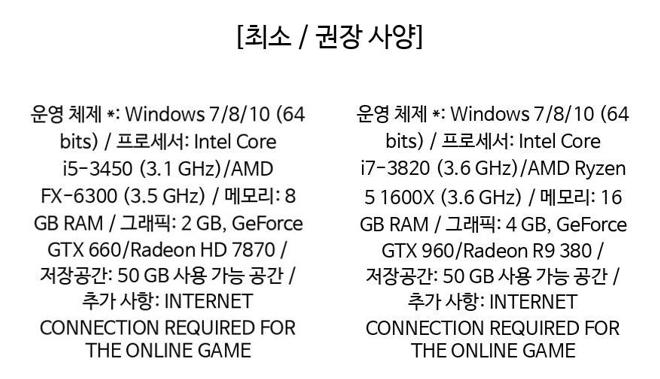 [최소 / 권장 사양]
운영 체제 *: Windows 7/8/10 (64
bits) / 프로세서: Intel Core
i5-3450 (3.1 GHz)/AMD
FX-6300 (3.5 GHz) / 메모리: 8
GB RAM / 그래픽: 2 GB, GeForce
GTX 660/Radeon HD 7870 /
저장공간: 50 GB 사용 가능 공간 /
추가 사항: INTERNET
CONNECTION REQUIRED FOR
THE ONLINE GAME
운영 체제 *: Windows 7/8/10 (64
bits) / 프로세서: Intel Core
i7-3820 (3.6 GHz)/AMD Ryzen
5 1600X (3.6 GHz) / 메모리: 16
GB RAM / 그래픽: 4 GB, GeForce
GTX 960/Radeon R9 380 /
저장공간: 50 GB 사용 가능 공간 /
추가 사항: INTERNET
CONNECTION REQUIRED FOR
THE ONLINE GAME